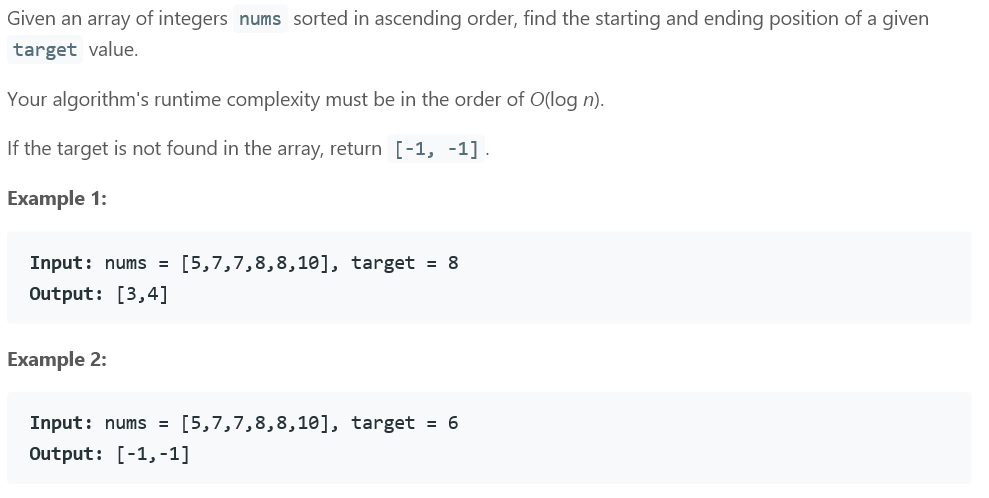 Given an array of integers nums sorted in ascending order, find the starting and ending position of a given
target value.
Your algorithm's runtime complexity must be in the order of O(log n).
If the target is not found in the array, return [-1, -1].
Example 1:
Input: nums = [5,7,7,8,8,10], target = 8
Output: [3,4]
Example 2:
Input: nums = [5,7,7,8,8,10], target = 6
Output: [-1,-1]